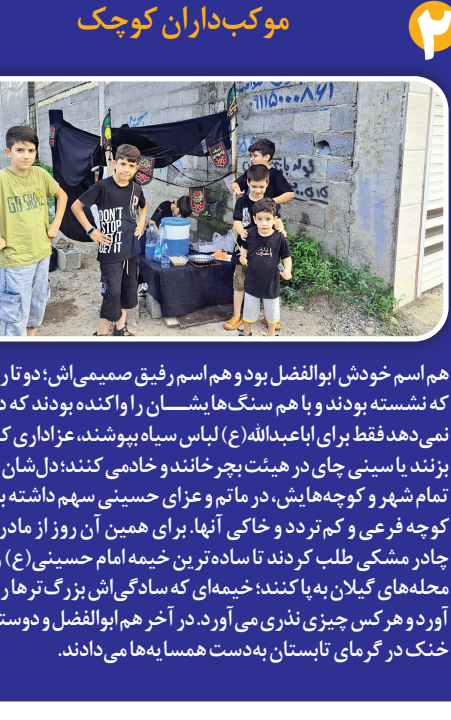 ۲
موکب‌داران کوچک
۰۹۱۱۵۰۰۰۸۶۱
DON'T
STOP
GET IT
GET IT
هم اسم خودش ابوالفضل بود و هم اسم رفیق صمیمی‌اش؛ دو تا ر
که نشسته بودند و با هم سنگ‌هایشــــان را واکنده بودند که د
نمی‌دهد فقط برای اباعبدالله(ع) لباس سیاه بپوشند، عزاداری ک
بزنند یا سینی چای در هیئت بچرخانند و خادمی کنند؛ دل‌شان
تمام شهر و کوچه‌هایش، در ماتم و عزای حسینی سهم داشته ب
کوچه فرعی و کم‌تردد و خاکی آنها. برای همین آن روز از مادر
چادر مشکی طلب کردند تا ساده‌ترین خیمه امام حسینی(ع) ر
محله‌های گیلان به پا کنند؛ خیمه‌ای که سادگی‌اش بزرگ‌ترها ر
آورد و هر کس چیزی نذری می‌آورد. در آخر هم ابوالفضل و دوست
خنک در گرمای تابستان به‌دست همسایه‌ها می‌دادند.